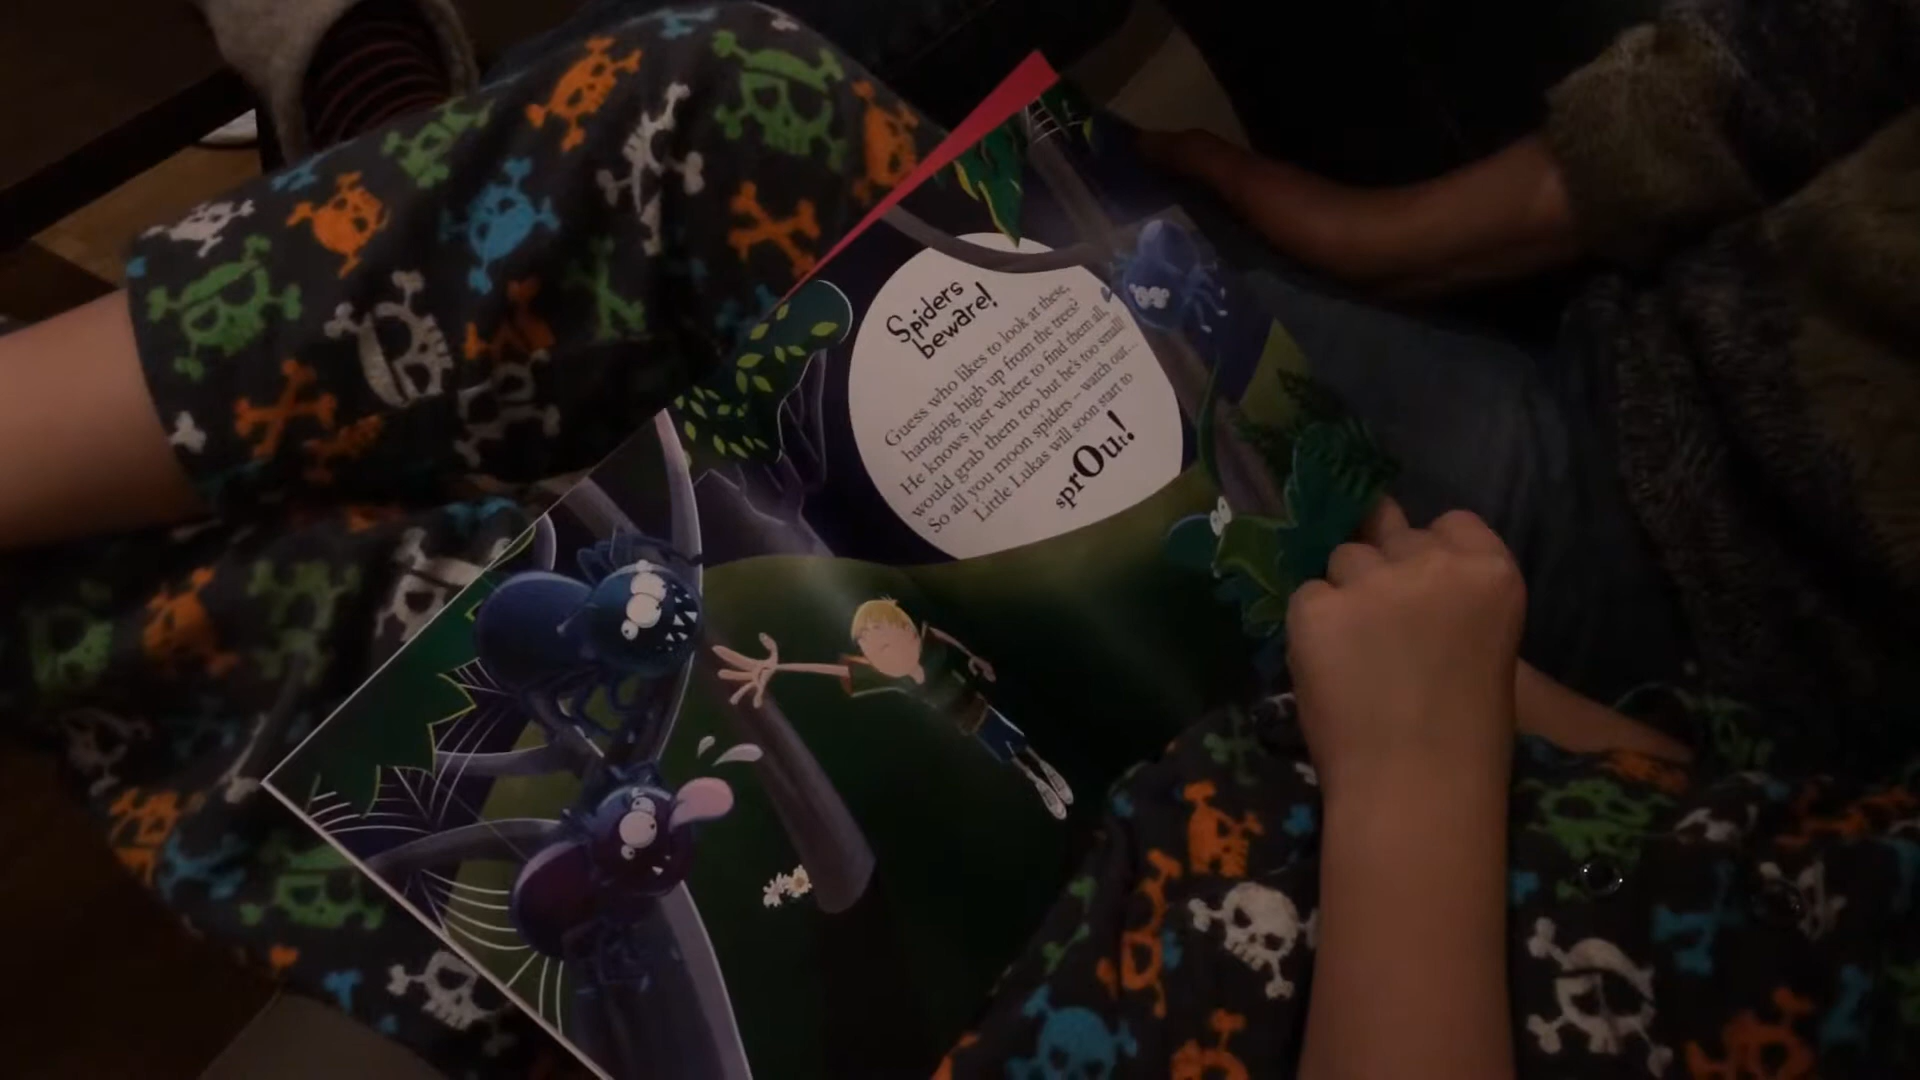 Spiders
beware!
Guess who likes to look at these,
hanging high up from the trees?
He knows just where to find them all,
would grab them too but he's too small!
So all you moon spiders – watch out...
Little Lukas will soon start to
sprOut!